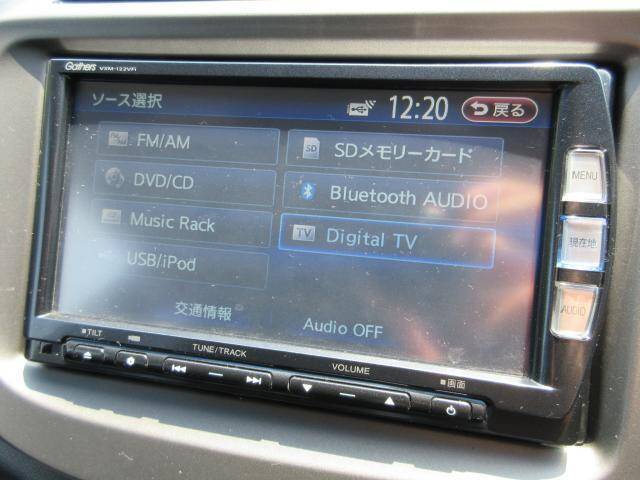 Gathers VXM-122VFi
ソース選択
12:20
戻る
FM/AM
SD
SDメモリーカード
DVD/CD
Bluetooth AUDIO
Music Rack
TV
Digital TV
USB/iPod
交通情報
Audio OFF
MENU
現在地
AUDIO
TILT
TUNE/TRACK
VOLUME
画面